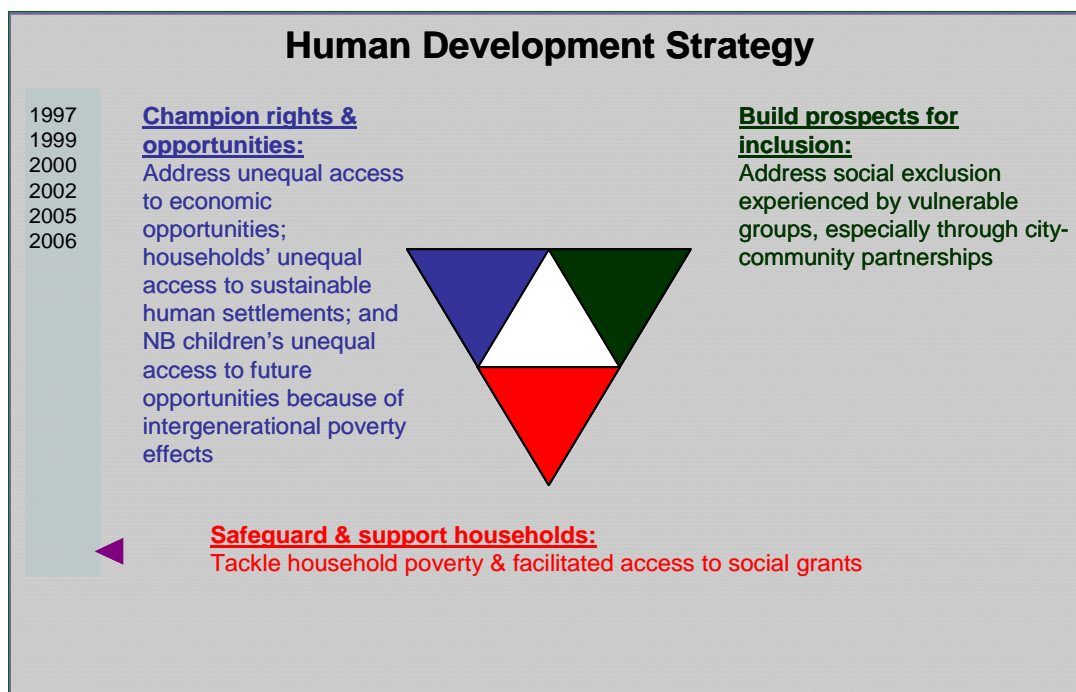 Human Development Strategy
1997
1999
2000
2002
2005
2006
Champion rights &
opportunities:
Address unequal access
to economic
opportunities;
households’ unequal
access to sustainable
human settlements; and
NB children’s unequal
access to future
opportunities because of
intergenerational poverty
effects
Build prospects for
inclusion:
Address social exclusion
experienced by vulnerable
groups, especially through city-
community partnerships
Safeguard & support households:
Tackle household poverty & facilitated access to social grants